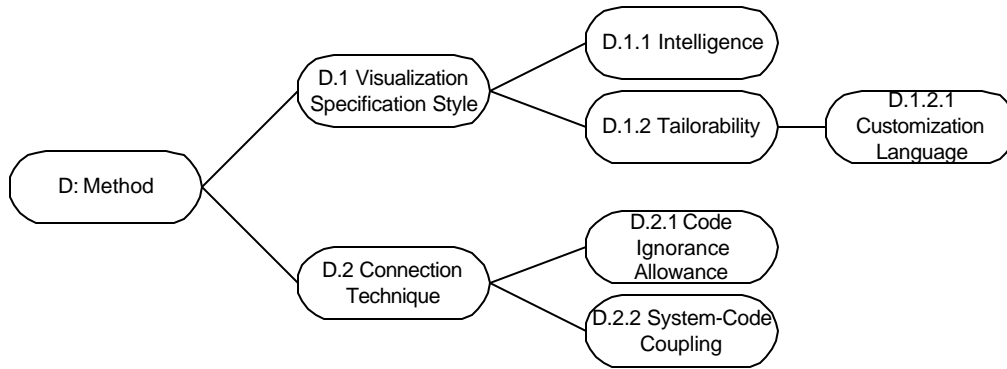 D: Method
D.1 Visualization
Specification Style
D.1.1 Intelligence
D.1.2 Tailorability
D.1.2.1
Customization
Language
D.2 Connection
Technique
D.2.1 Code
Ignorance
Allowance
D.2.2 System-Code
Coupling